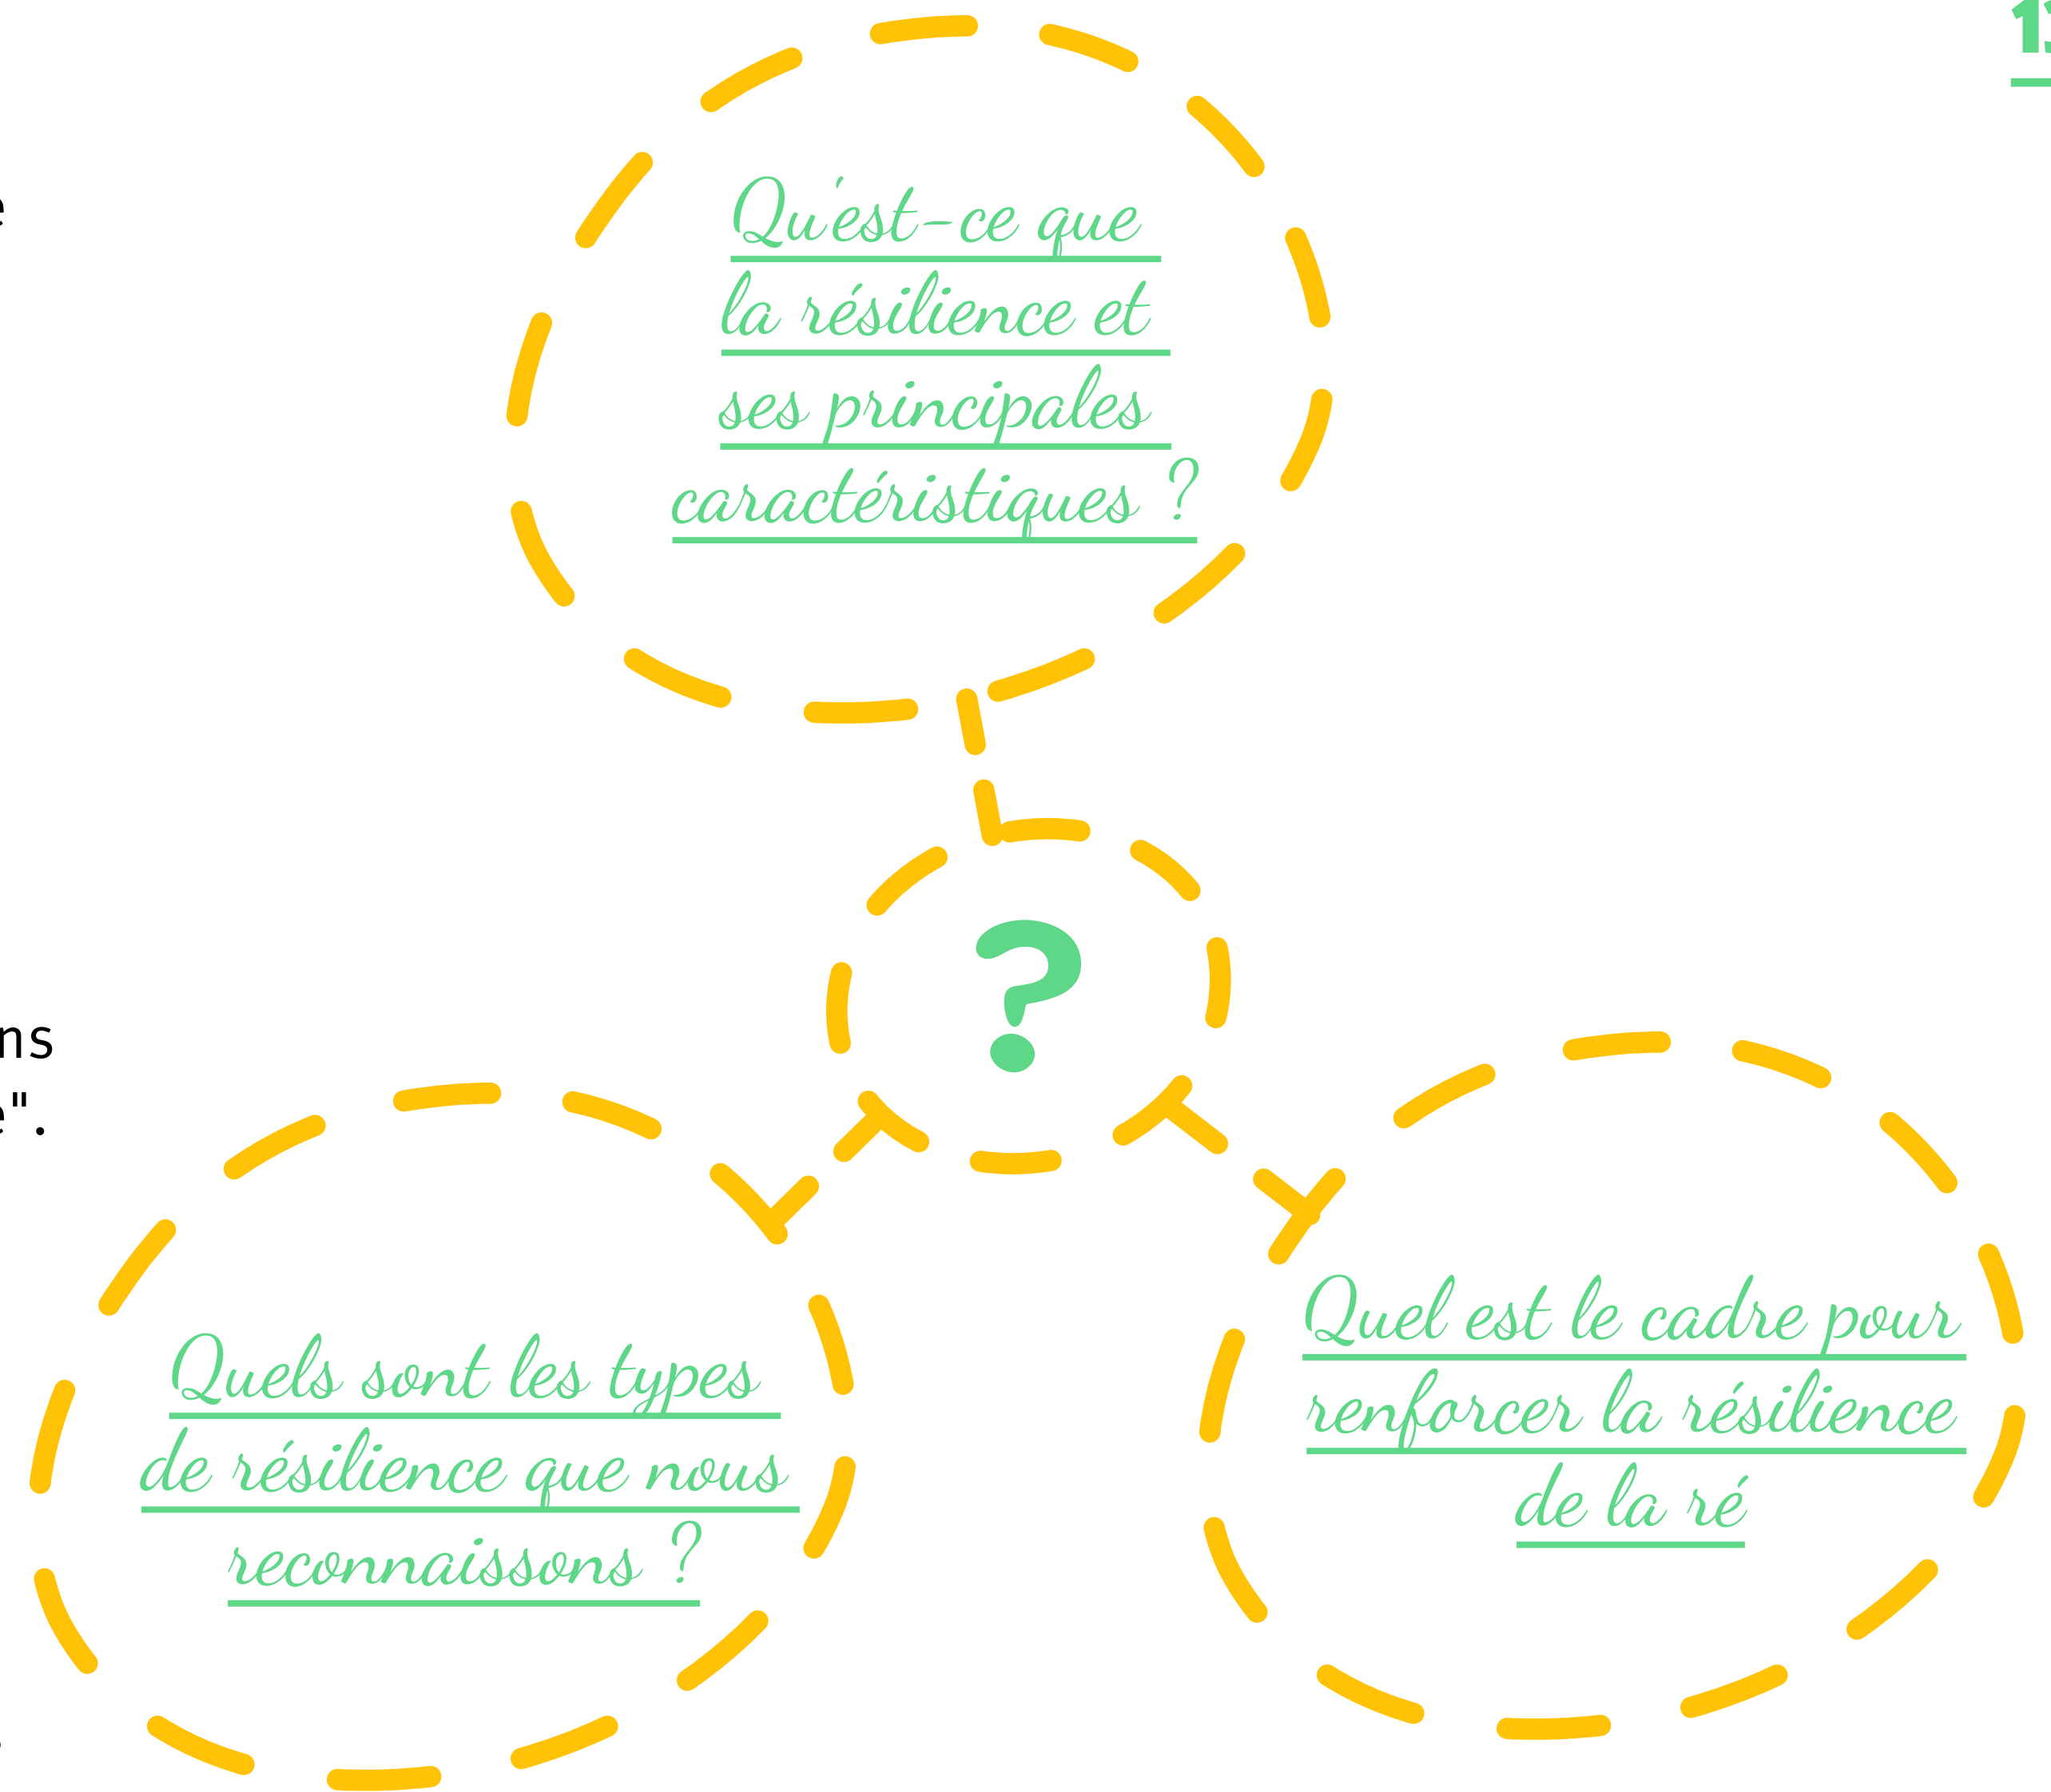 Qu'est-ce que
la résilience et
ses principales
caractéristiques ?
?
ns
Quels sont les types
de résilience que nous
reconnaissons ?
Quel est le cadre pour
renforcer la résilience
de la ré